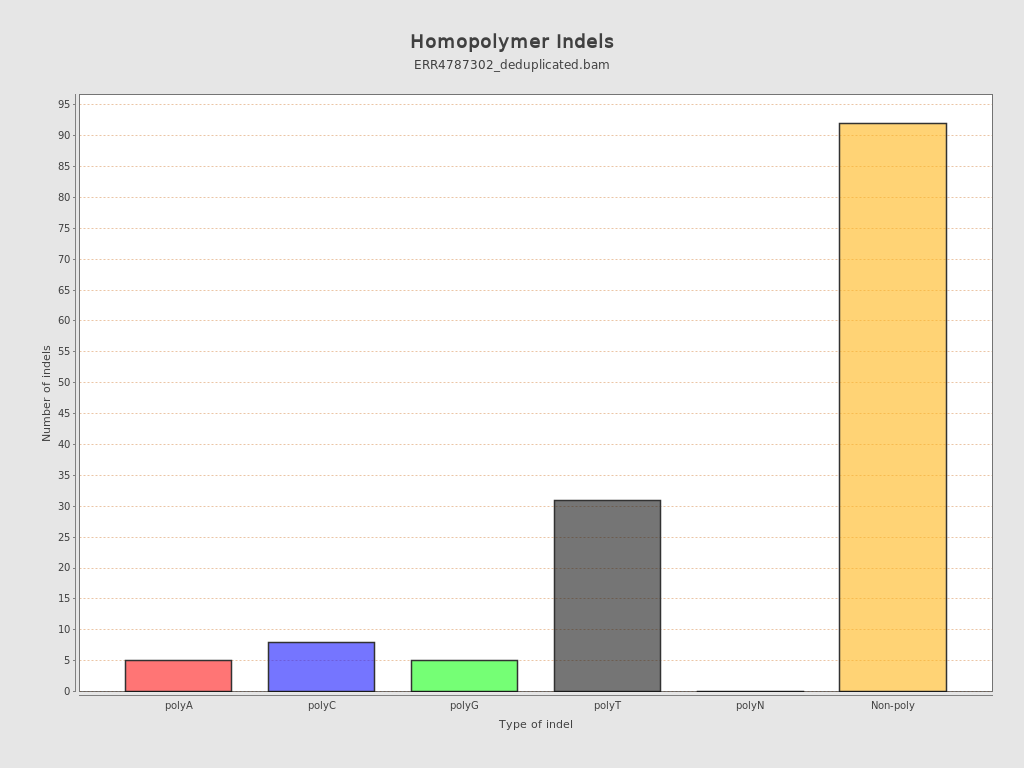 Homopolymer Indels
ERR4787302_deduplicated.bam
95
90
85
80
75
70
65
60
55
50
45
40
35
30
25
20
15
10
5
0
Number of indels
polyA
polyC
polyG
polyT
polyN
Non-poly
Type of indel